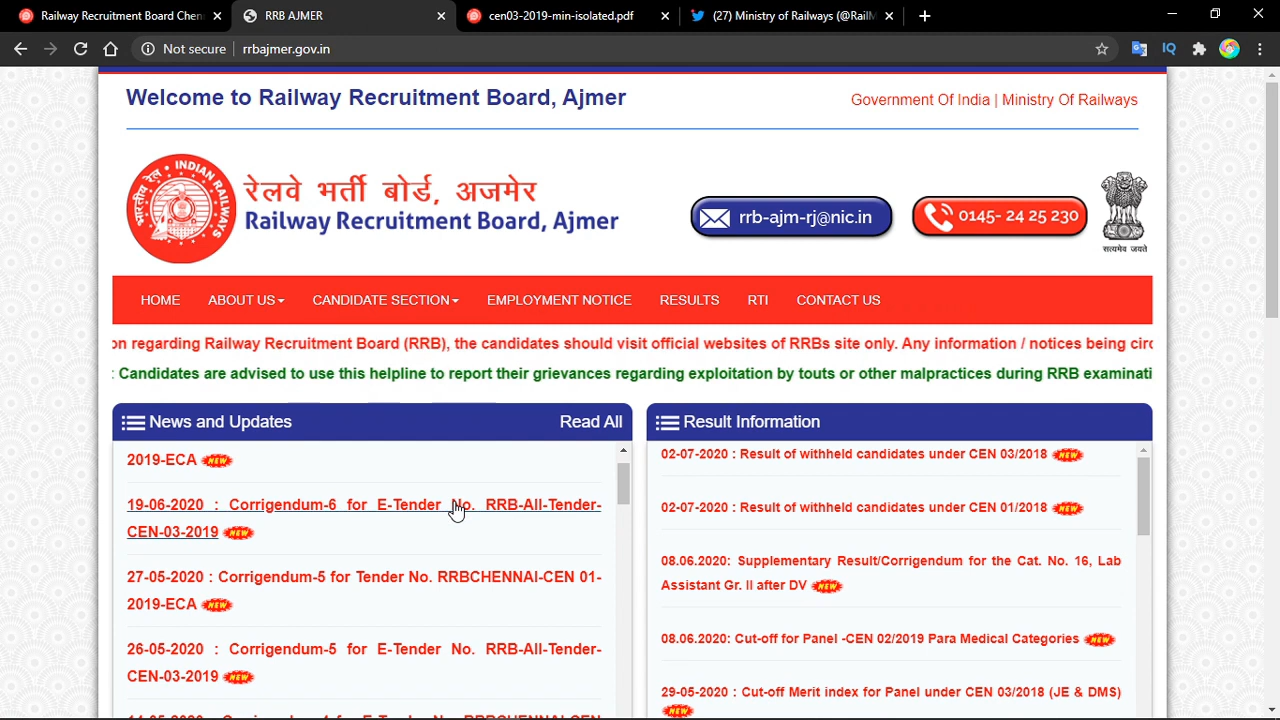 Railway Recruitment Board Chen
RRB AJMER
cen03-2019-min-isolated.pdf
(27) Ministry of Railways (@RailM
Not secure
rrbajmer.gov.in
Welcome to Railway Recruitment Board, Ajmer
Government Of India | Ministry Of Railways
INDIAN RAILWAYS
भारतीय रेल
रेलवे भर्ती बोर्ड, अजमेर
Railway Recruitment Board, Ajmer
rrb-ajm-rj@nic.in
0145- 24 25 230
सत्यमेव जयते
HOME ABOUT US CANDIDATE SECTION EMPLOYMENT NOTICE RESULTS RTI CONTACT US
on regarding Railway Recruitment Board (RRB), the candidates should visit official websites of RRBs site only. Any information / notices being circ
: Candidates are advised to use this helpline to report their grievances regarding exploitation by touts or other malpractices during RRB examinati
News and Updates Read All
2019-ECA NEW
19-06-2020 : Corrigendum-6 for E-Tender No. RRB-All-Tender-
CEN-03-2019 NEW
27-05-2020 : Corrigendum-5 for Tender No. RRBCHENNAI-CEN 01-
2019-ECA NEW
26-05-2020 : Corrigendum-5 for E-Tender No. RRB-All-Tender-
CEN-03-2019 NEW
Result Information
02-07-2020 : Result of withheld candidates under CEN 03/2018 NEW
02-07-2020 : Result of withheld candidates under CEN 01/2018 NEW
08.06.2020: Supplementary Result/Corrigendum for the Cat. No. 16, Lab
Assistant Gr. II after DV NEW
08.06.2020: Cut-off for Panel -CEN 02/2019 Para Medical Categories NEW
29-05-2020 : Cut-off Merit index for Panel under CEN 03/2018 (JE & DMS)
NEW